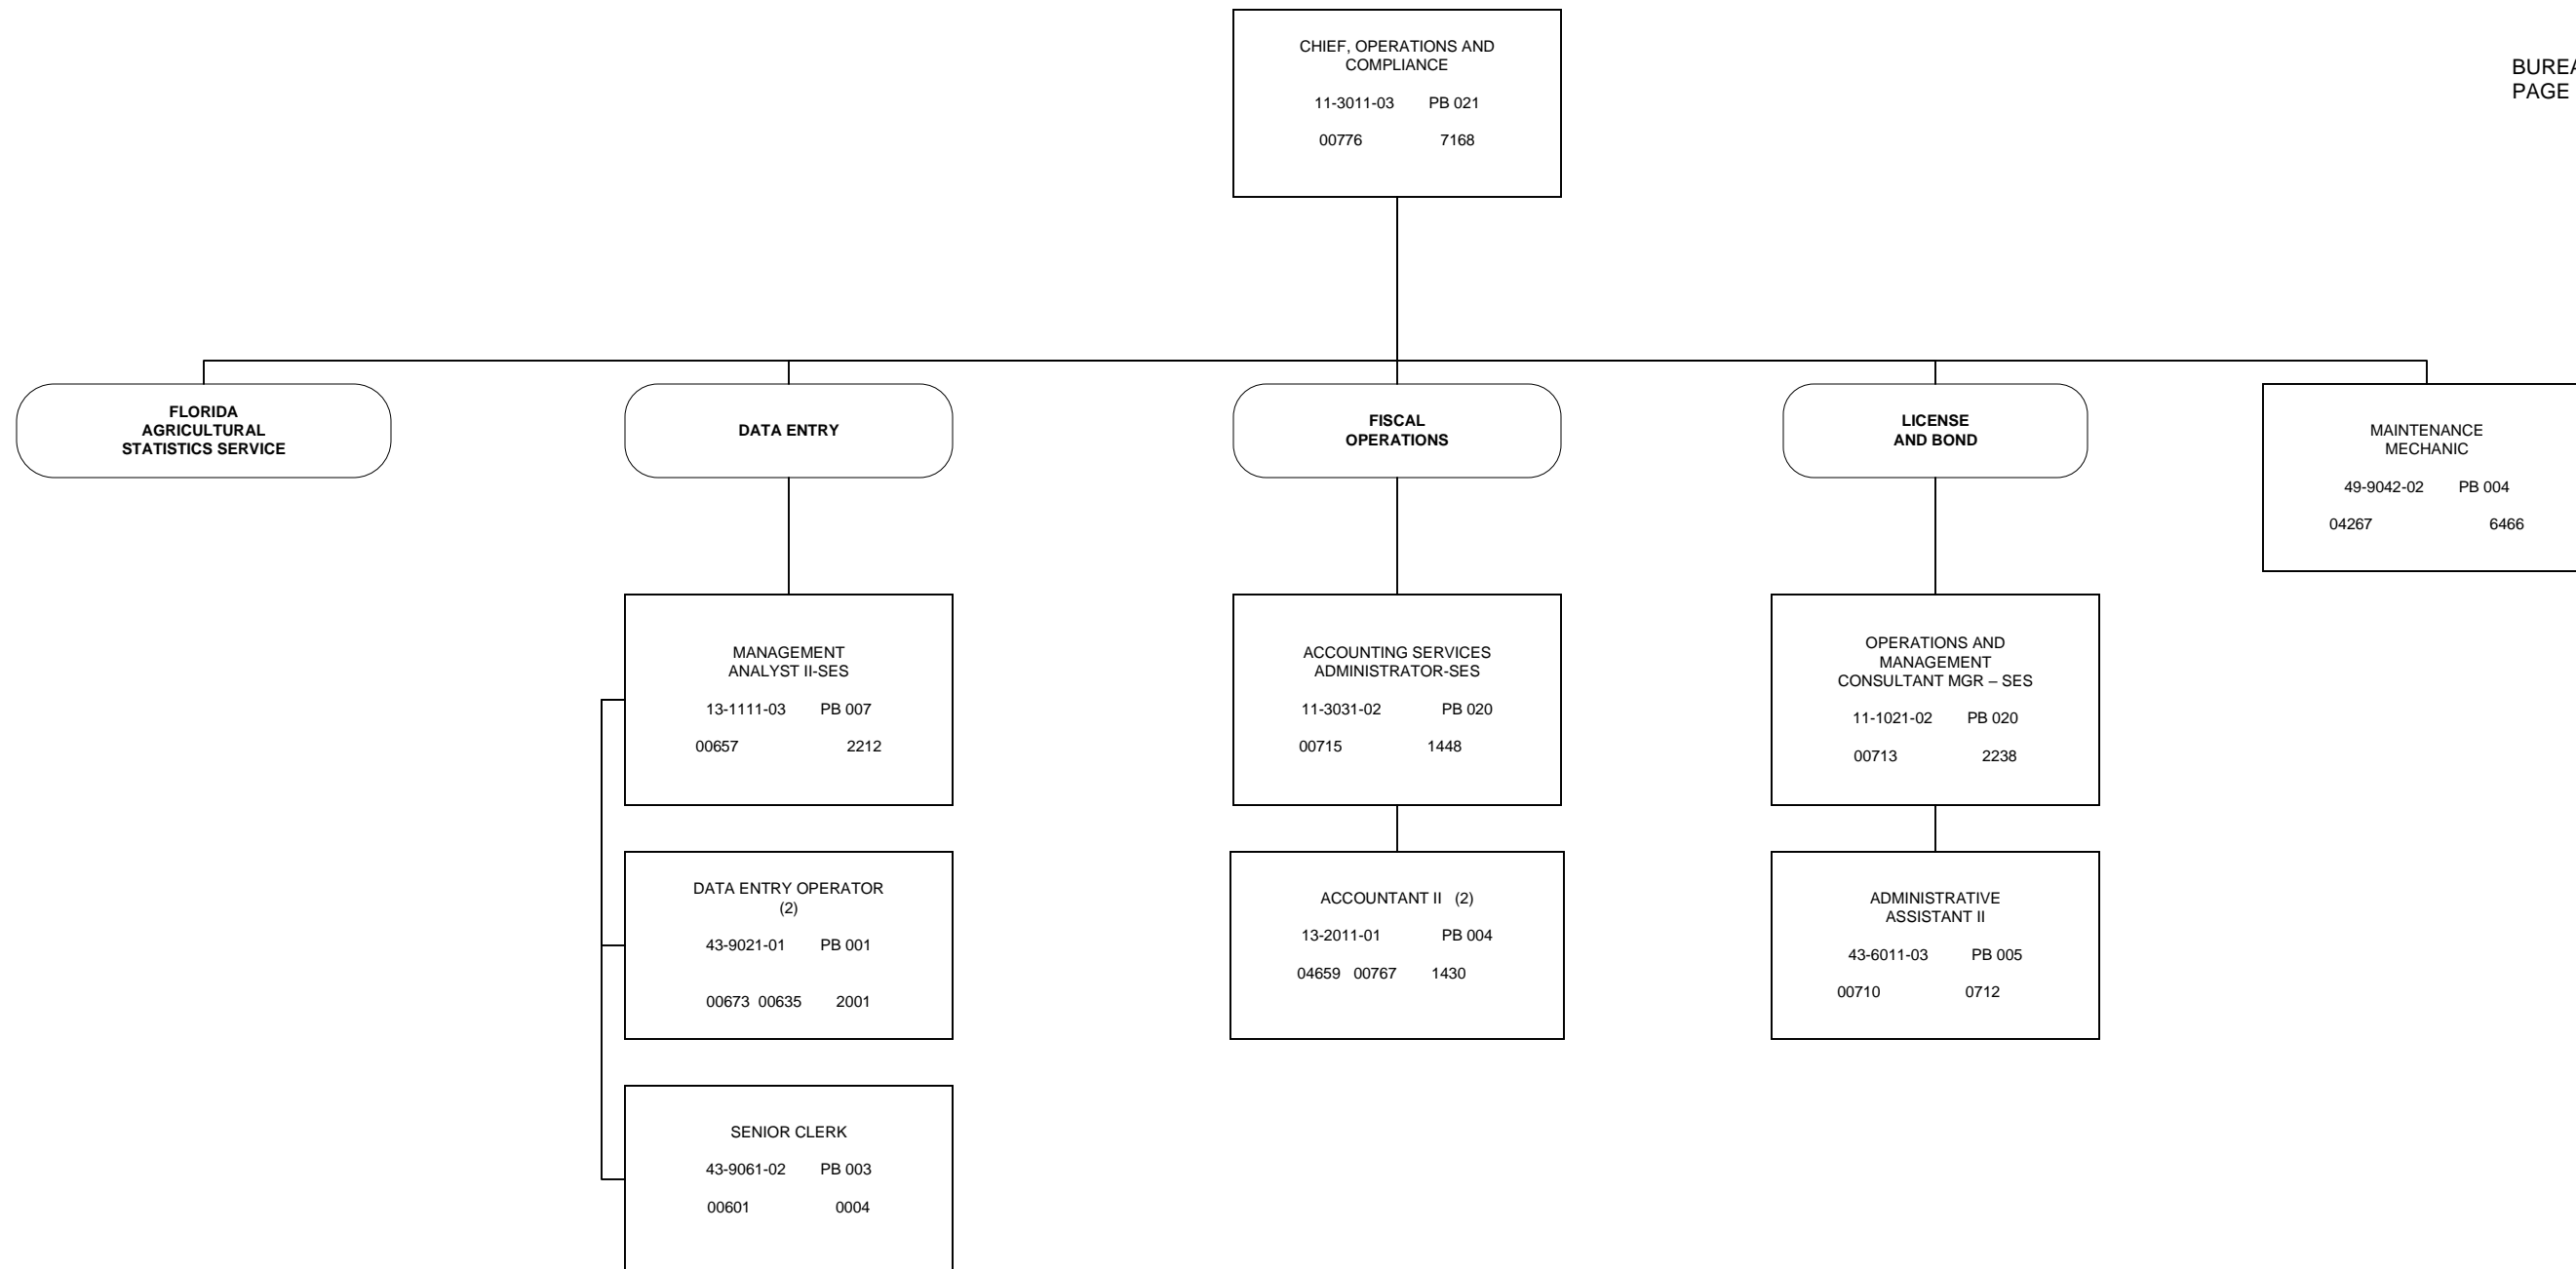 CHIEF, OPERATIONS AND
COMPLIANCE
11-3011-03 PB 021
00776 7168
PAGE
FLORIDA
AGRICULTURAL
STATISTICS SERVICE
DATA ENTRY
FISCAL
OPERATIONS
LICENSE
AND BOND
MAINTENANCE
MECHANIC
49-9042-02 PB 004
04267 6466
MANAGEMENT
ANALYST II-SES
13-1111-03 PB 007
00657 2212
ACCOUNTING SERVICES
ADMINISTRATOR-SES
11-3031-02 PB 020
00715 1448
OPERATIONS AND
MANAGEMENT
CONSULTANT MGR – SES
11-1021-02 PB 020
00713 2238
DATA ENTRY OPERATOR
(2)
43-9021-01 PB 001
00673 00635 2001
ACCOUNTANT II (2)
13-2011-01 PB 004
04659 00767 1430
ADMINISTRATIVE
ASSISTANT II
43-6011-03 PB 005
00710 0712
SENIOR CLERK
43-9061-02 PB 003
00601 0004